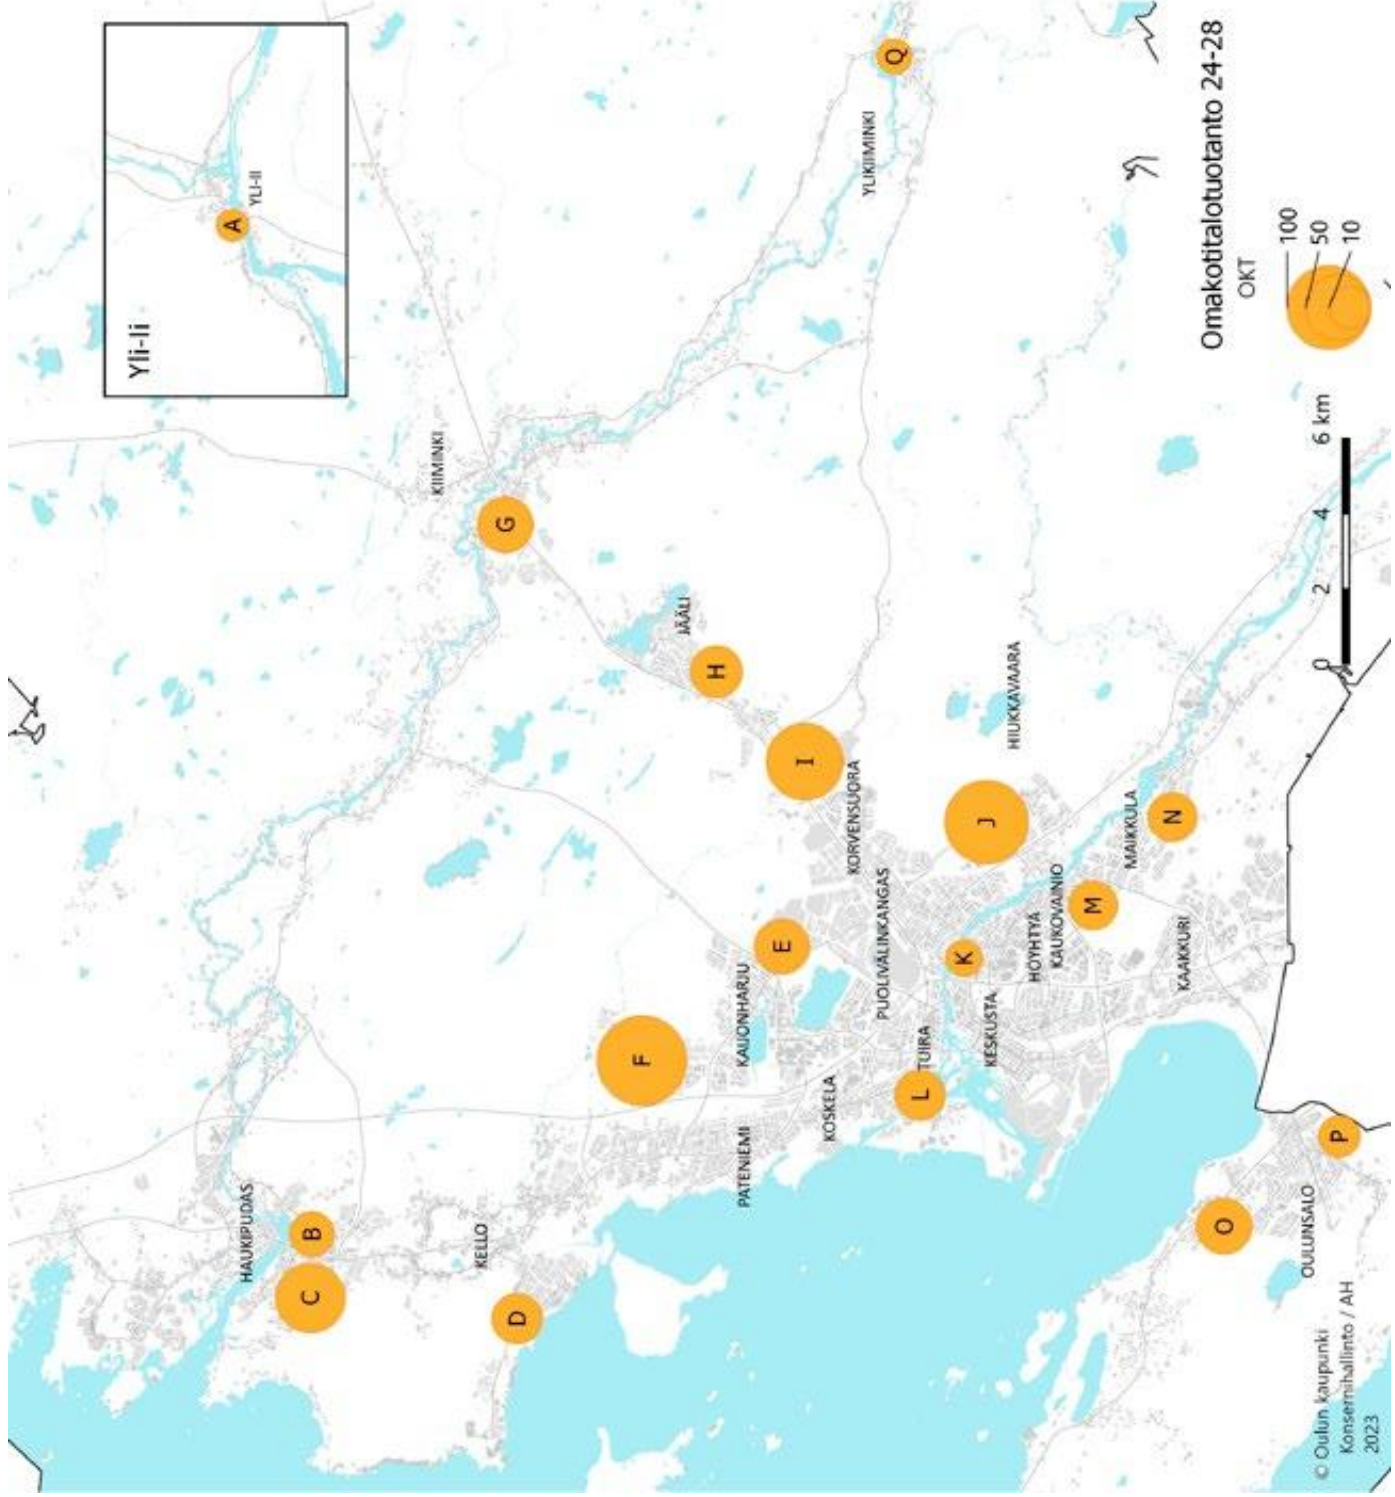 Yli-Ii
A
YLI-II
KIIMINKI
G
Q
YLIKIIMINKI
JÄÄLI
H
HAUKIPUDAS
B
C
KELLO
D
F
KAIJONHARJU
E
I
KORVENSUORA
HIUKKAVAARA
J
PATENIEMI
KOSKELA
PUOLIVÄLINKANGAS
L
TUIRA
K
KESKUSTA
HÖYHTYÄ
KAUKOVAINIO
M
MAIKKULA
N
KAAKKURI
O
P
OULUNSALO
Omakotitalotuotanto 24-28
OKT
100
50
10
0 2 4 6 km
© Oulun kaupunki
Konsernihallinto / AH
2023